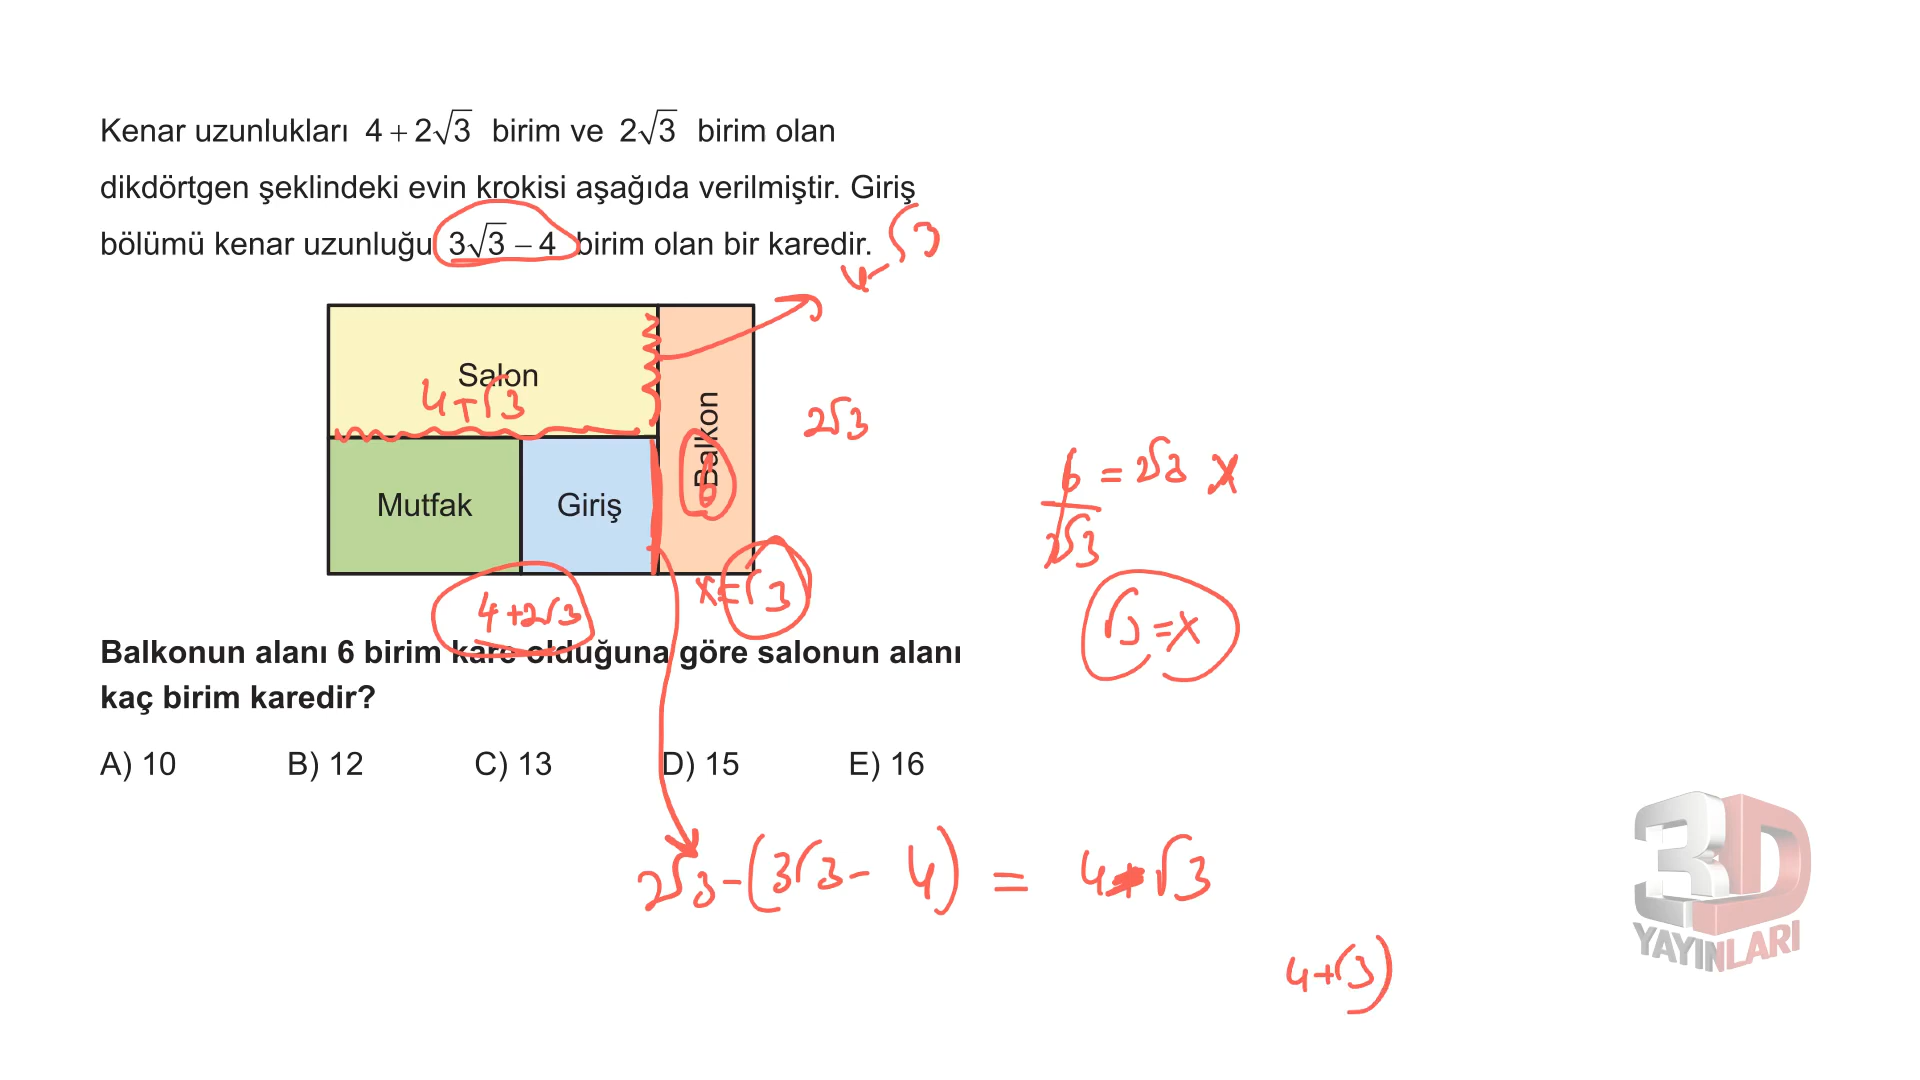 Kenar uzunlukları 4 + 2√3 birim ve 2√3 birim olan
dikdörtgen şeklindeki evin krokisi aşağıda verilmiştir. Giriş
bölümü kenar uzunluğu 3√3 – 4 birim olan bir karedir.
4-√3
Salon
4+√3
Balkon
6
2√3
Mutfak
Giriş
x=√3
4+2√3
6 = 2√3 x
2√3
√3 = x
Balkonun alanı 6 birim kare olduğuna göre salonun alanı
kaç birim karedir?
A) 10 B) 12 C) 13 D) 15 E) 16
2√3-(3√3- 4) = 4-√3
4+√3)
3D
YAYINLARI